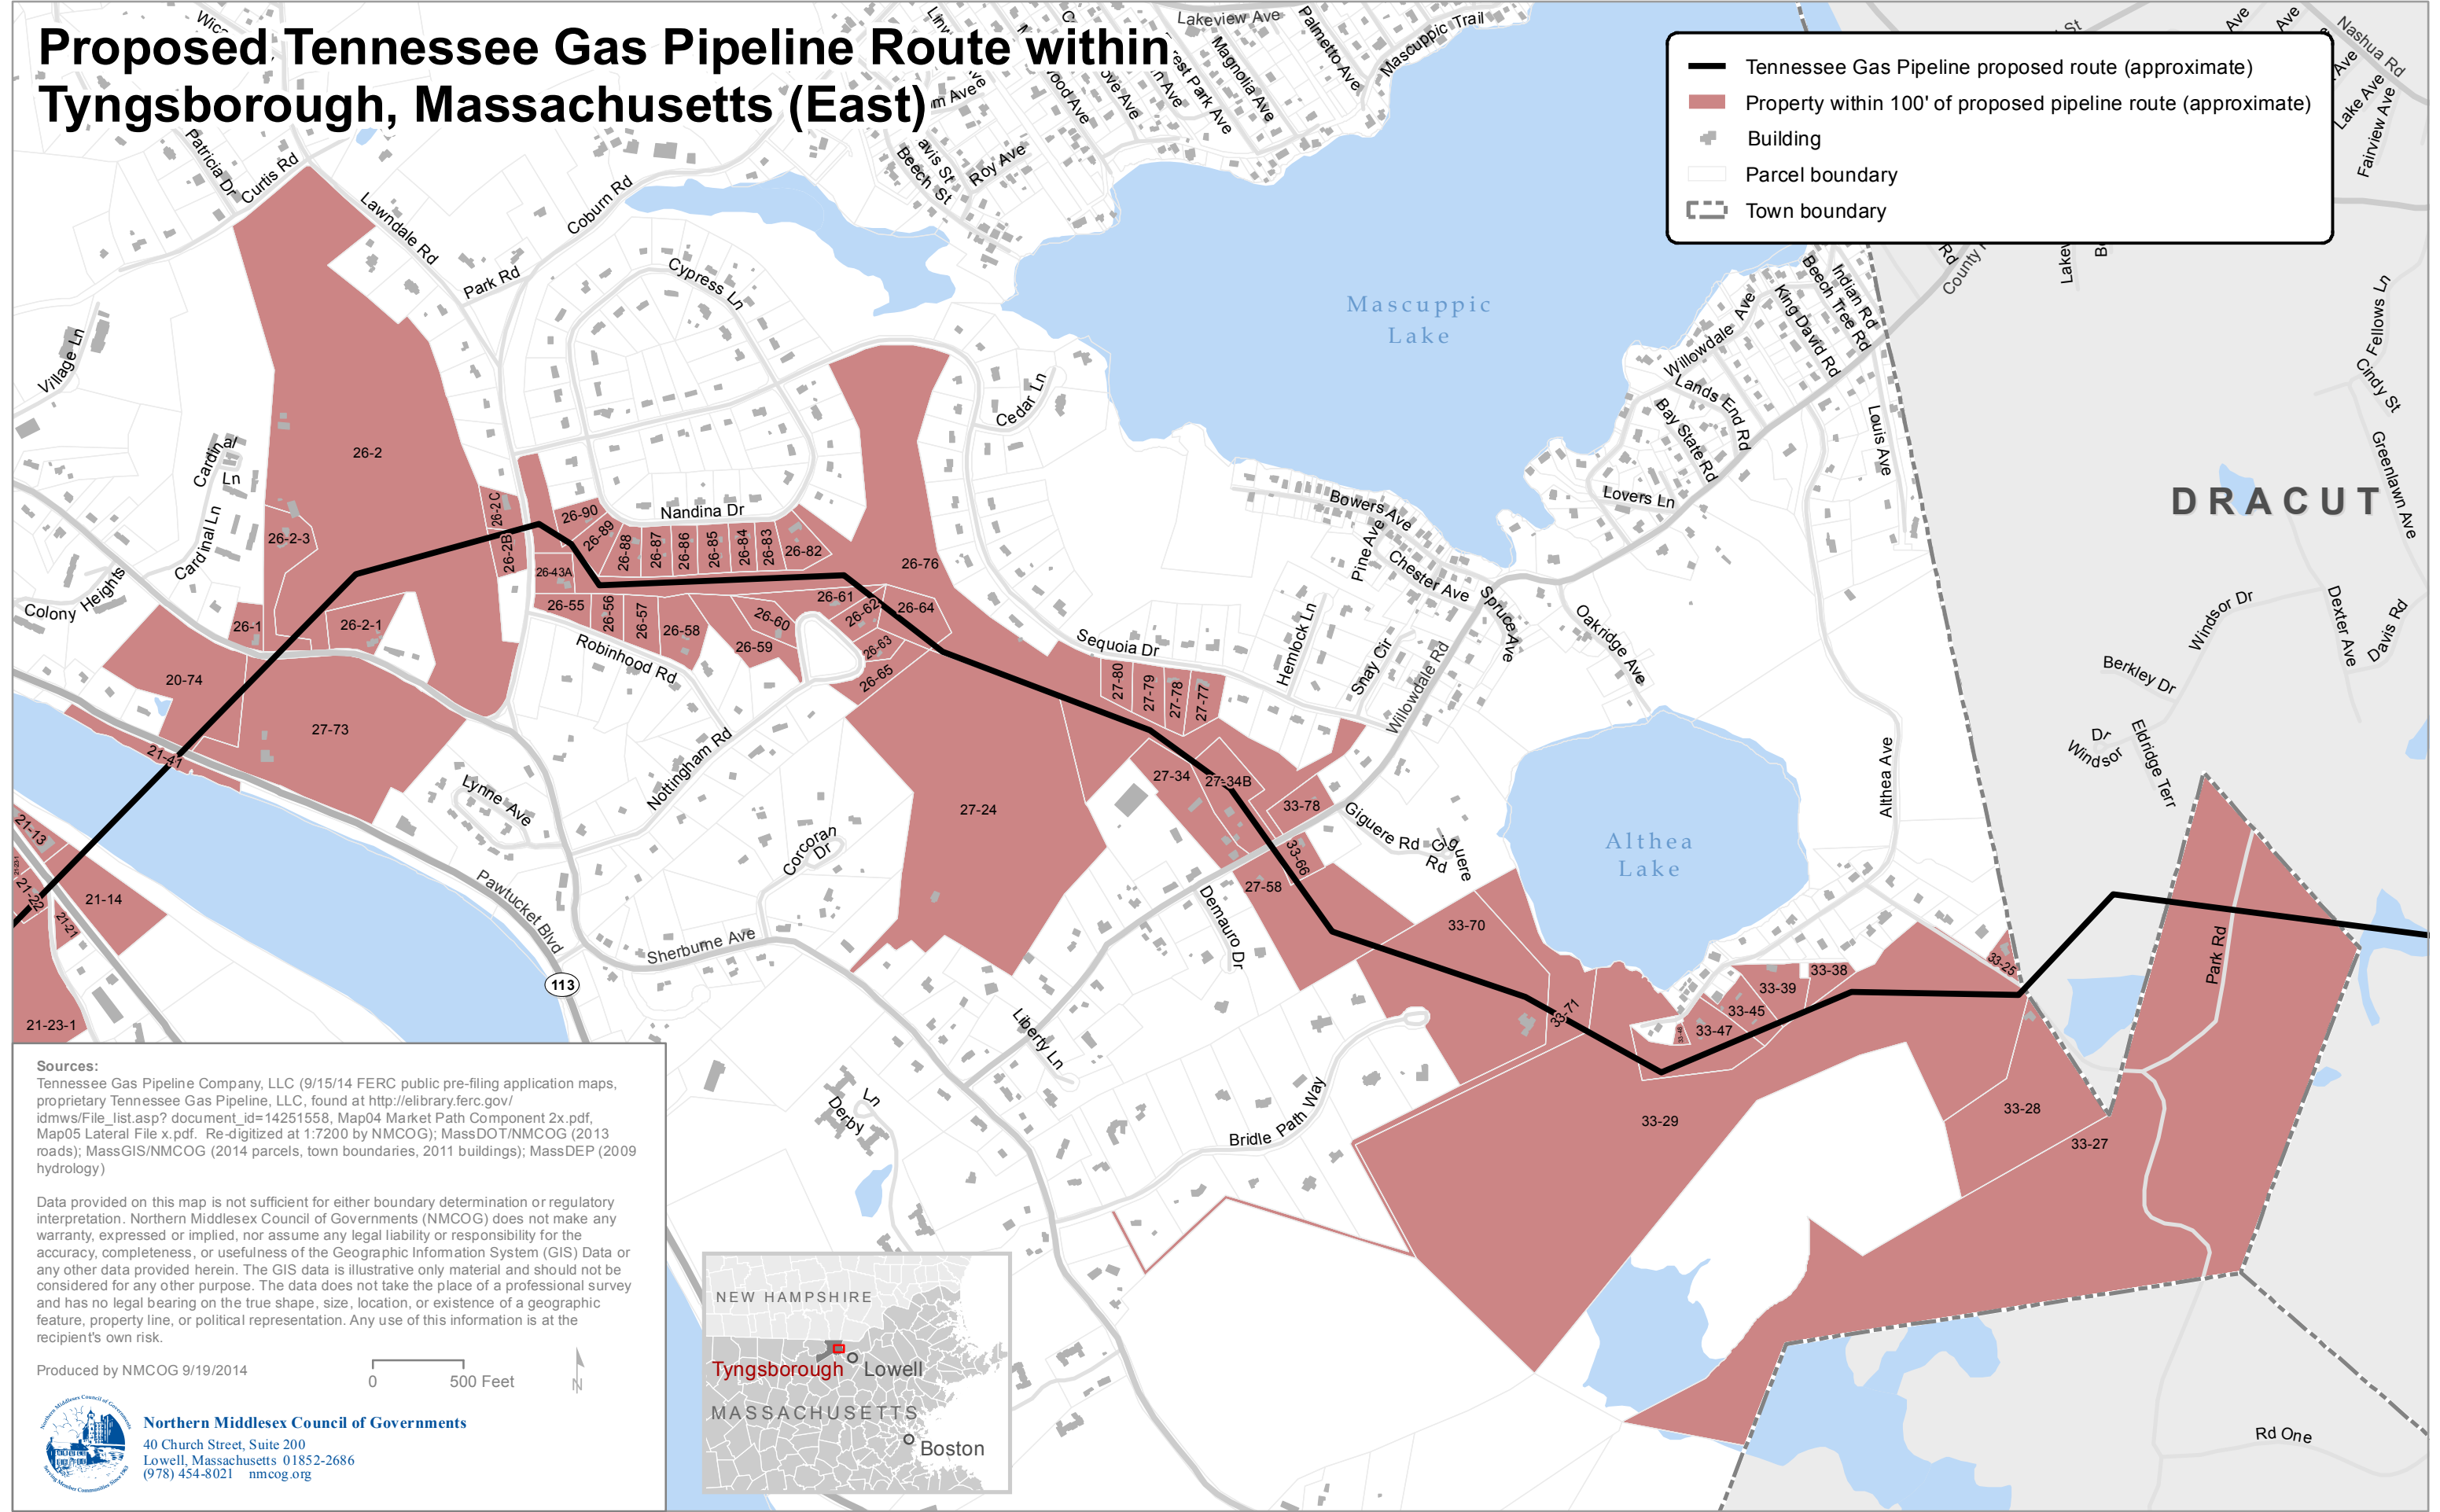 Proposed Tennessee Gas Pipeline Route within
Tyngsborough, Massachusetts (East)
Tennessee Gas Pipeline proposed route (approximate)
Property within 100' of proposed pipeline route (approximate)
Building
Parcel boundary
Town boundary
Lakeview Ave
Mascuppic Trail
Palmetto Ave
Magnolia Ave
Beech St
Roy Ave
Nashua Rd
Lake Ave
Fairview Ave
Ave
Ave
Patricia Dr
Curtis Rd
Lawndale Rd
Coburn Rd
Park Rd
Cypress Ln
Village Ln
Cedar Ln
Mascuppic
Lake
Willowdale Ave
Indian Rd
Beech Tree Rd
King David Rd
Lands End Rd
Bay State Rd
Louis Ave
Lovers Ln
Fellows Ln
Cindy St
Greenlawn Ave
DRACUT
Cardinal
Ln
Cardinal Ln
Colony Heights
Nandina Dr
Bowers Ave
Pine Ave
Chester Ave
Spruce Ave
Oakridge Ave
Willowdale Rd
Snay Cir
Hemlock Ln
Sequoia Dr
Robinhood Rd
Nottingham Rd
Windsor Dr
Dexter Ave
Davis Rd
Berkley Dr
Dr
Windsor
Eldridge Terr
Althea Ave
Althea
Lake
Lynne Ave
Corcoran
Dr
Giguere Rd
Giguere
Rd
Pawtucket Blvd
Sherburne Ave
Demauro Dr
113
Liberty Ln
Derby
Ln
Bridle Path Way
Park Rd
Rd One
26-2
26-2-3
26-2C
26-2B
26-1
26-2-1
26-90
26-89
26-88
26-87
26-86
26-85
26-84
26-83
26-82
26-76
26-43A
26-55
26-56
26-57
26-58
26-59
26-60
26-61
26-62
26-63
26-64
26-65
20-74
27-73
21-41
21-13
21-22
21-14
21-21
21-23-1
27-24
27-80
27-79
27-78
27-77
27-34
27-34B
33-78
33-66
27-58
33-70
33-71
33-38
33-39
33-45
33-47
33-25
33-29
33-28
33-27
Sources:
Tennessee Gas Pipeline Company, LLC (9/15/14 FERC public pre-filing application maps,
proprietary Tennessee Gas Pipeline, LLC, found at http://elibrary.ferc.gov/
idmws/File_list.asp? document_id=14251558, Map04 Market Path Component 2x.pdf,
Map05 Lateral File x.pdf. Re-digitized at 1:7200 by NMCOG); MassDOT/NMCOG (2013
roads); MassGIS/NMCOG (2014 parcels, town boundaries, 2011 buildings); MassDEP (2009
hydrology)
Data provided on this map is not sufficient for either boundary determination or regulatory
interpretation. Northern Middlesex Council of Governments (NMCOG) does not make any
warranty, expressed or implied, nor assume any legal liability or responsibility for the
accuracy, completeness, or usefulness of the Geographic Information System (GIS) Data or
any other data provided herein. The GIS data is illustrative only material and should not be
considered for any other purpose. The data does not take the place of a professional survey
and has no legal bearing on the true shape, size, location, or existence of a geographic
feature, property line, or political representation. Any use of this information is at the
recipient's own risk.
Produced by NMCOG 9/19/2014
0 500 Feet
N
Northern Middlesex Council of Governments
40 Church Street, Suite 200
Lowell, Massachusetts 01852-2686
(978) 454-8021 nmcog.org
NEW HAMPSHIRE
Tyngsborough
Lowell
MASSACHUSETTS
Boston